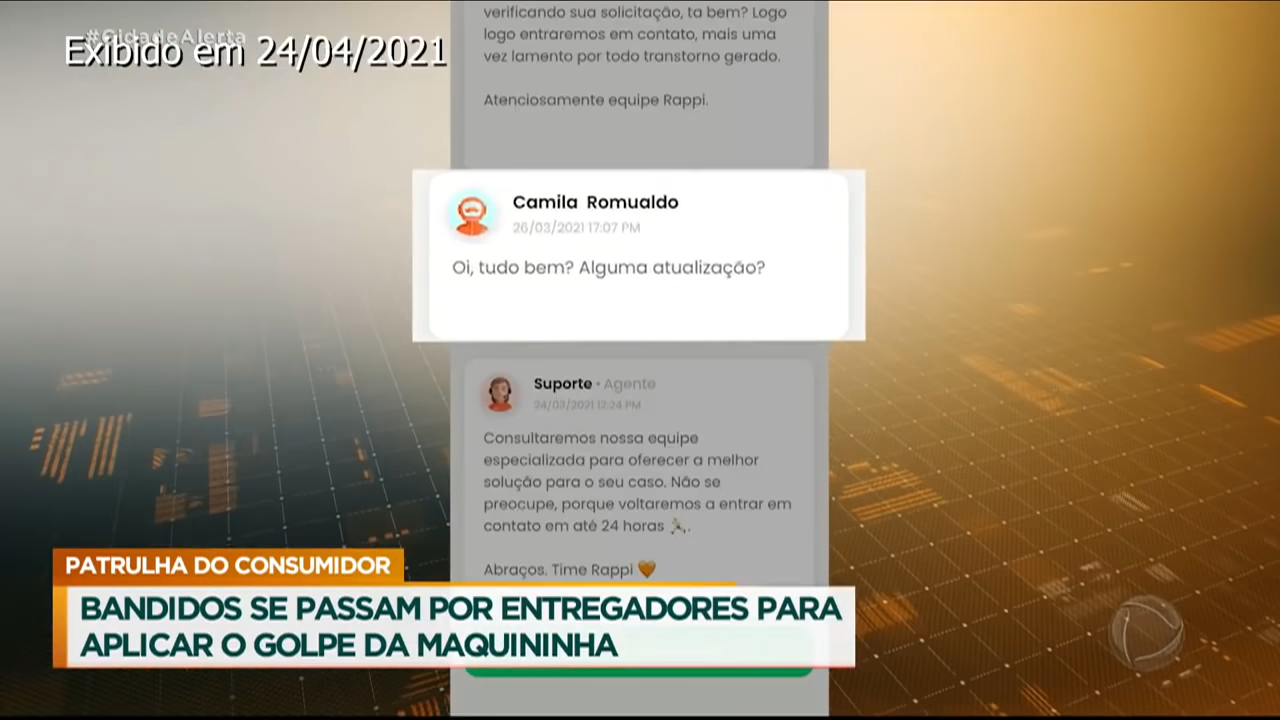 #CidadeAlerta
Exibido em 24/04/2021
verificando sua solicitação, ta bem? Logo
logo entraremos em contato, mais uma
vez lamento por todo transtorno gerado.
Atenciosamente equipe Rappi.
Camila Romualdo
26/03/2021 17:07 PM
Oi, tudo bem? Alguma atualização?
Suporte • Agente
24/03/2021 12:24 PM
Consultaremos nossa equipe
especializada para oferecer a melhor
solução para o seu caso. Não se
preocupe, porque voltaremos a entrar em
contato em até 24 horas
Abraços. Time Rappi 🧡
PATRULHA DO CONSUMIDOR
BANDIDOS SE PASSAM POR ENTREGADORES PARA
APLICAR O GOLPE DA MAQUININHA